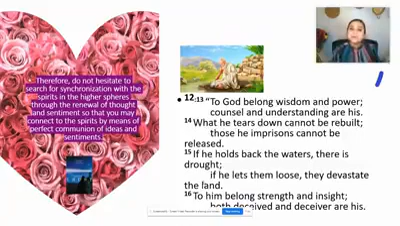 • Therefore, do not hesitate to
search for synchronization with the
spirits in the higher spheres
through the renewal of thought
and sentiment so that you may
connect to the spirits by means of
perfect communion of ideas and
sentiments.
• 12:13 “To God belong wisdom and power;
counsel and understanding are his.
14 What he tears down cannot be rebuilt;
those he imprisons cannot be
released.
15 If he holds back the waters, there is
drought;
if he lets them loose, they devastate
the land.
16 To him belong strength and insight;
both deceived and deceiver are his.